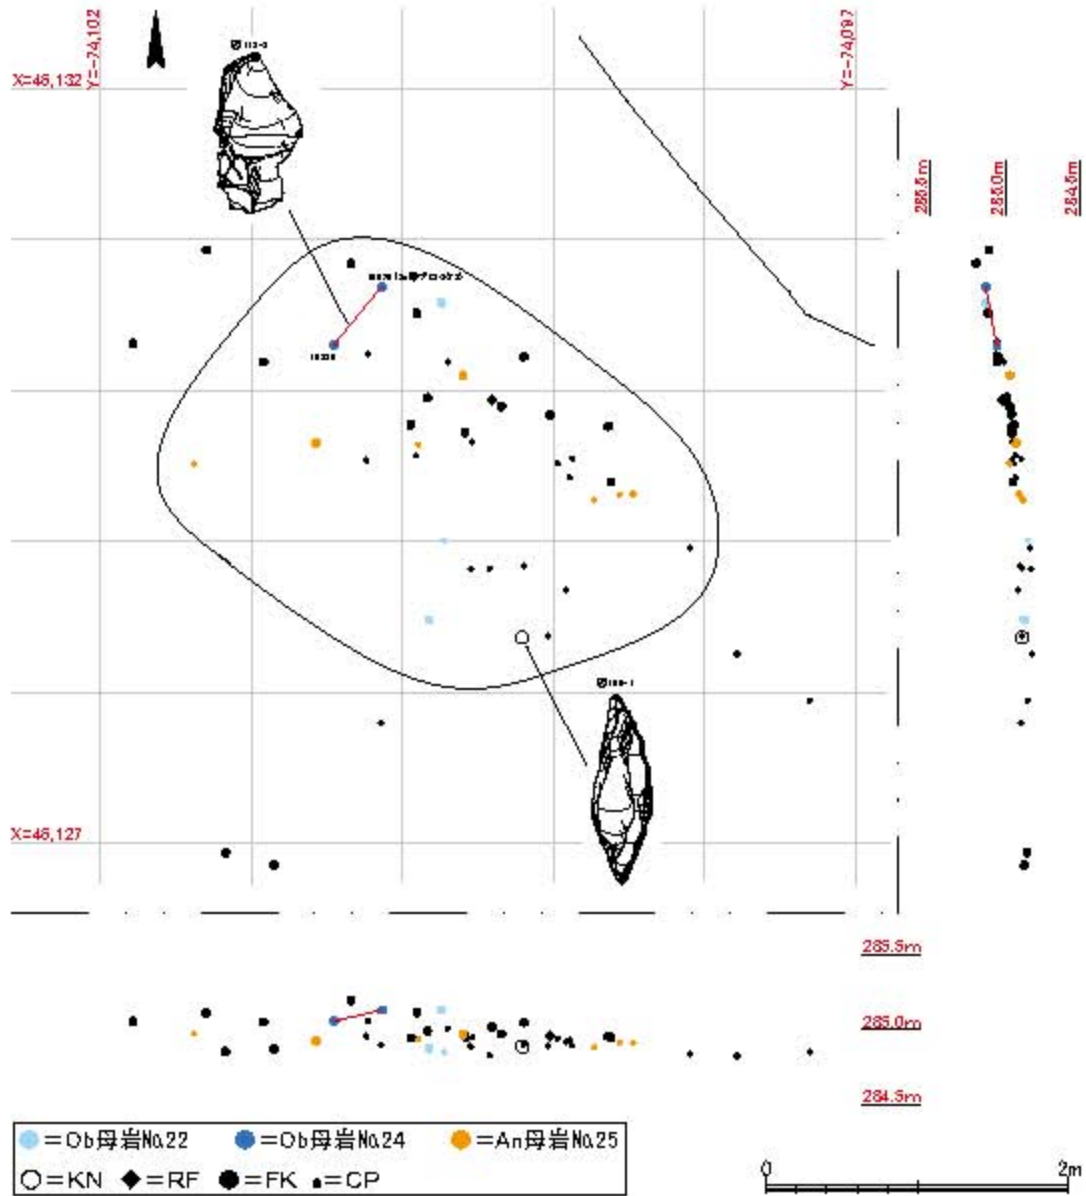 Y=-74,102
Y=-74,097
X=46,132
285.5m
285.0m
284.5m
X=46,127
285.5m
285.0m
284.5m
=Ob母岩No.22
=Ob母岩No.24
=An母岩No.25
=KN
=RF
=FK
=CP
0
2m